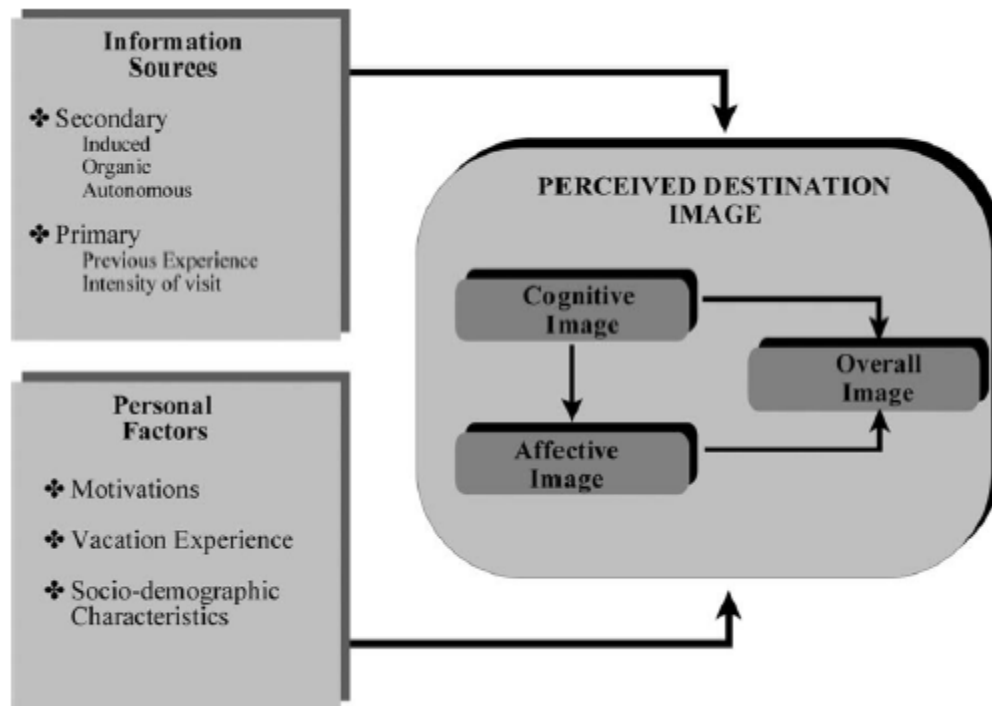 Information
Sources
❖ Secondary
Induced
Organic
Autonomous
❖ Primary
Previous Experience
Intensity of visit
Personal
Factors
❖ Motivations
❖ Vacation Experience
❖ Socio-demographic
Characteristics
PERCEIVED DESTINATION
IMAGE
Cognitive
Image
Affective
Image
Overall
Image